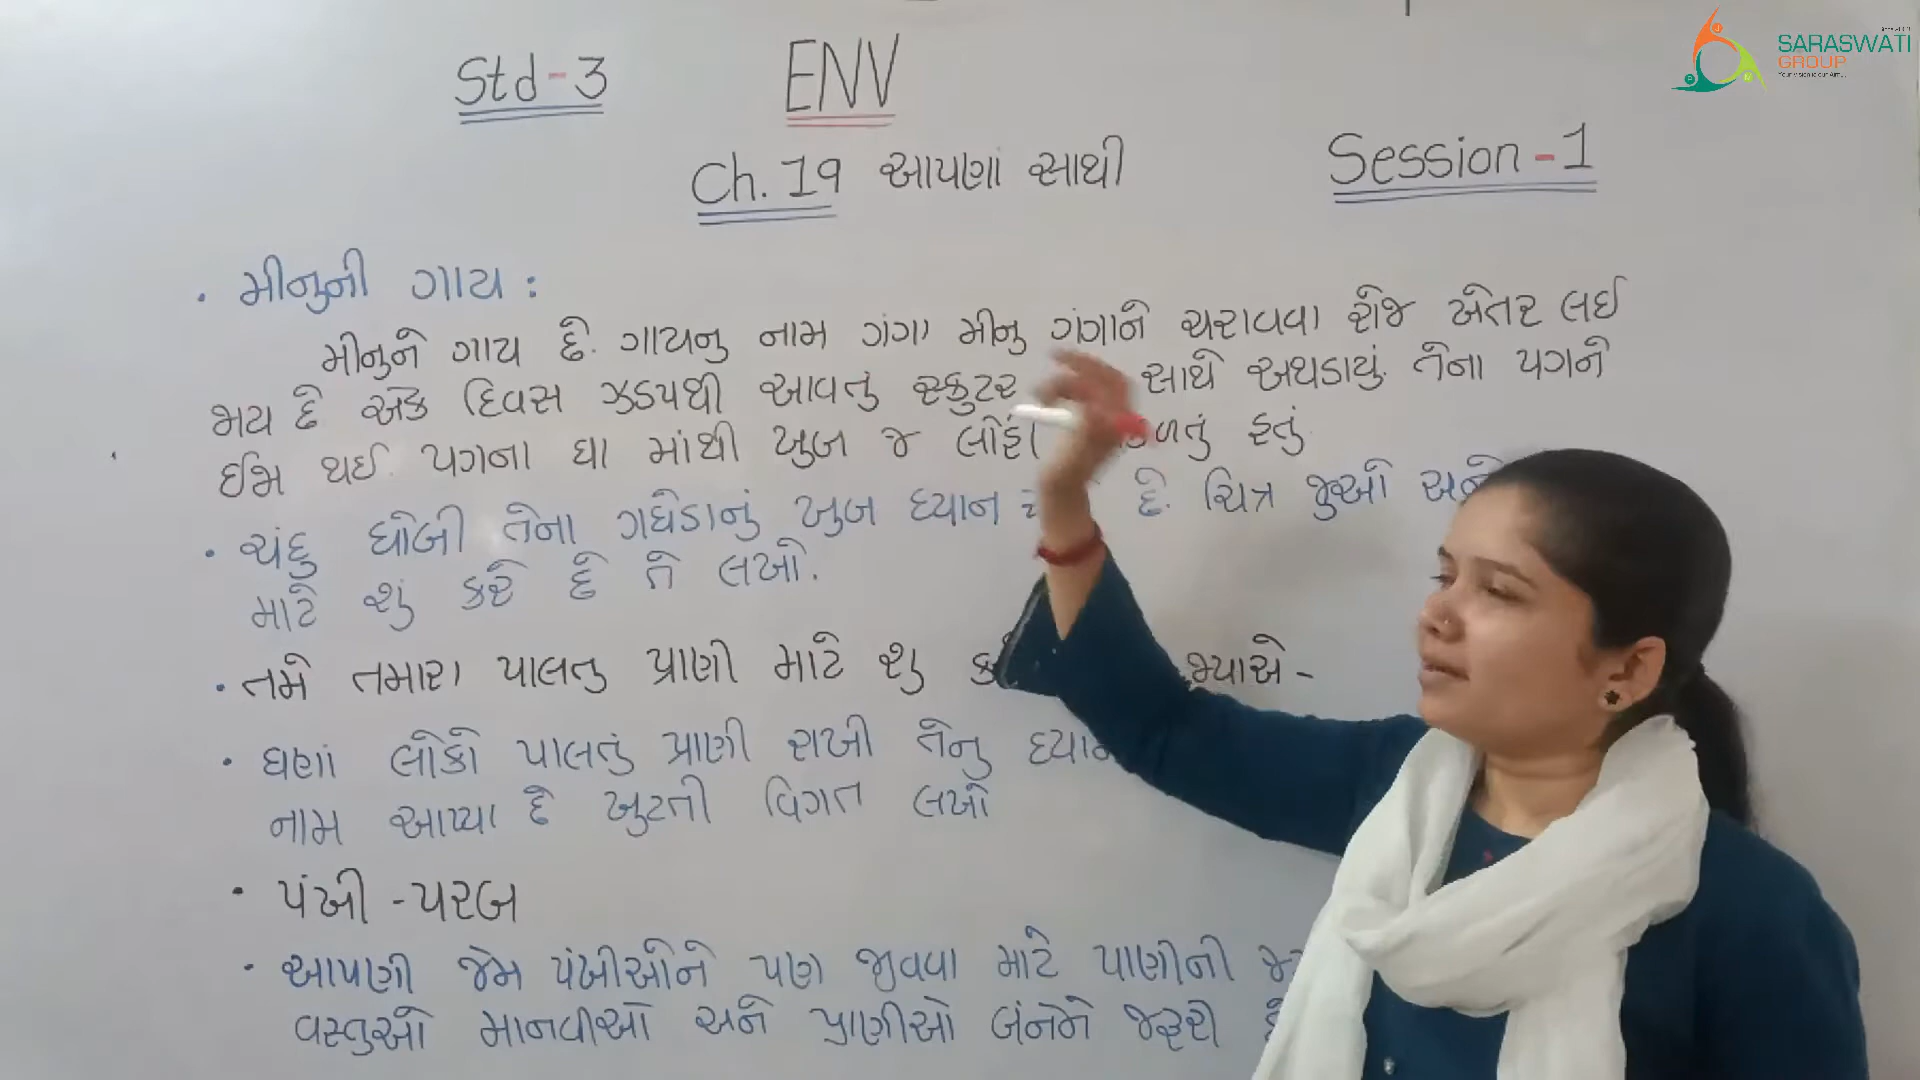 SARASWATI
GROUP
Std-3
ENV
Ch. 19 આપણાં સાથી
Session-1
• મીનુની ગાય :
મીનુને ગાય છે. ગાયનુ નામ ગંગા મીનુ ગંગાને ચરાવવા રોજ ખેતર લઈ
જાય છે એક દિવસ ઝડપથી આવતું સ્કુટર સાથે અથડાયું. તેના પગને
ઈજા થઈ. પગના ઘા માંથી ખુબ જ લોહી ળતું હતું.
• ચંદુ ધોબી તેના ગધેડાનું ખુબ ધ્યાન છે. ચિત્ર જુઓ અને
માટે શું કરે છે તે લખો.
• તમે તમારા પાલતુ પ્રાણી માટે શુ જ્યાએ -
• ઘણાં લોકો પાલતું પ્રાણી રાખી તેનુ ધ્યાન
નામ આપ્યા છે ખુટતી વિગત લખો
• પંખી - પરબ
• આપણી જેમ પંખીઓને પણ જીવવા માટે પાણીની
વસ્તુઓ માનવીઓ અને પ્રાણીઓ બંનેને જરૂરી છે